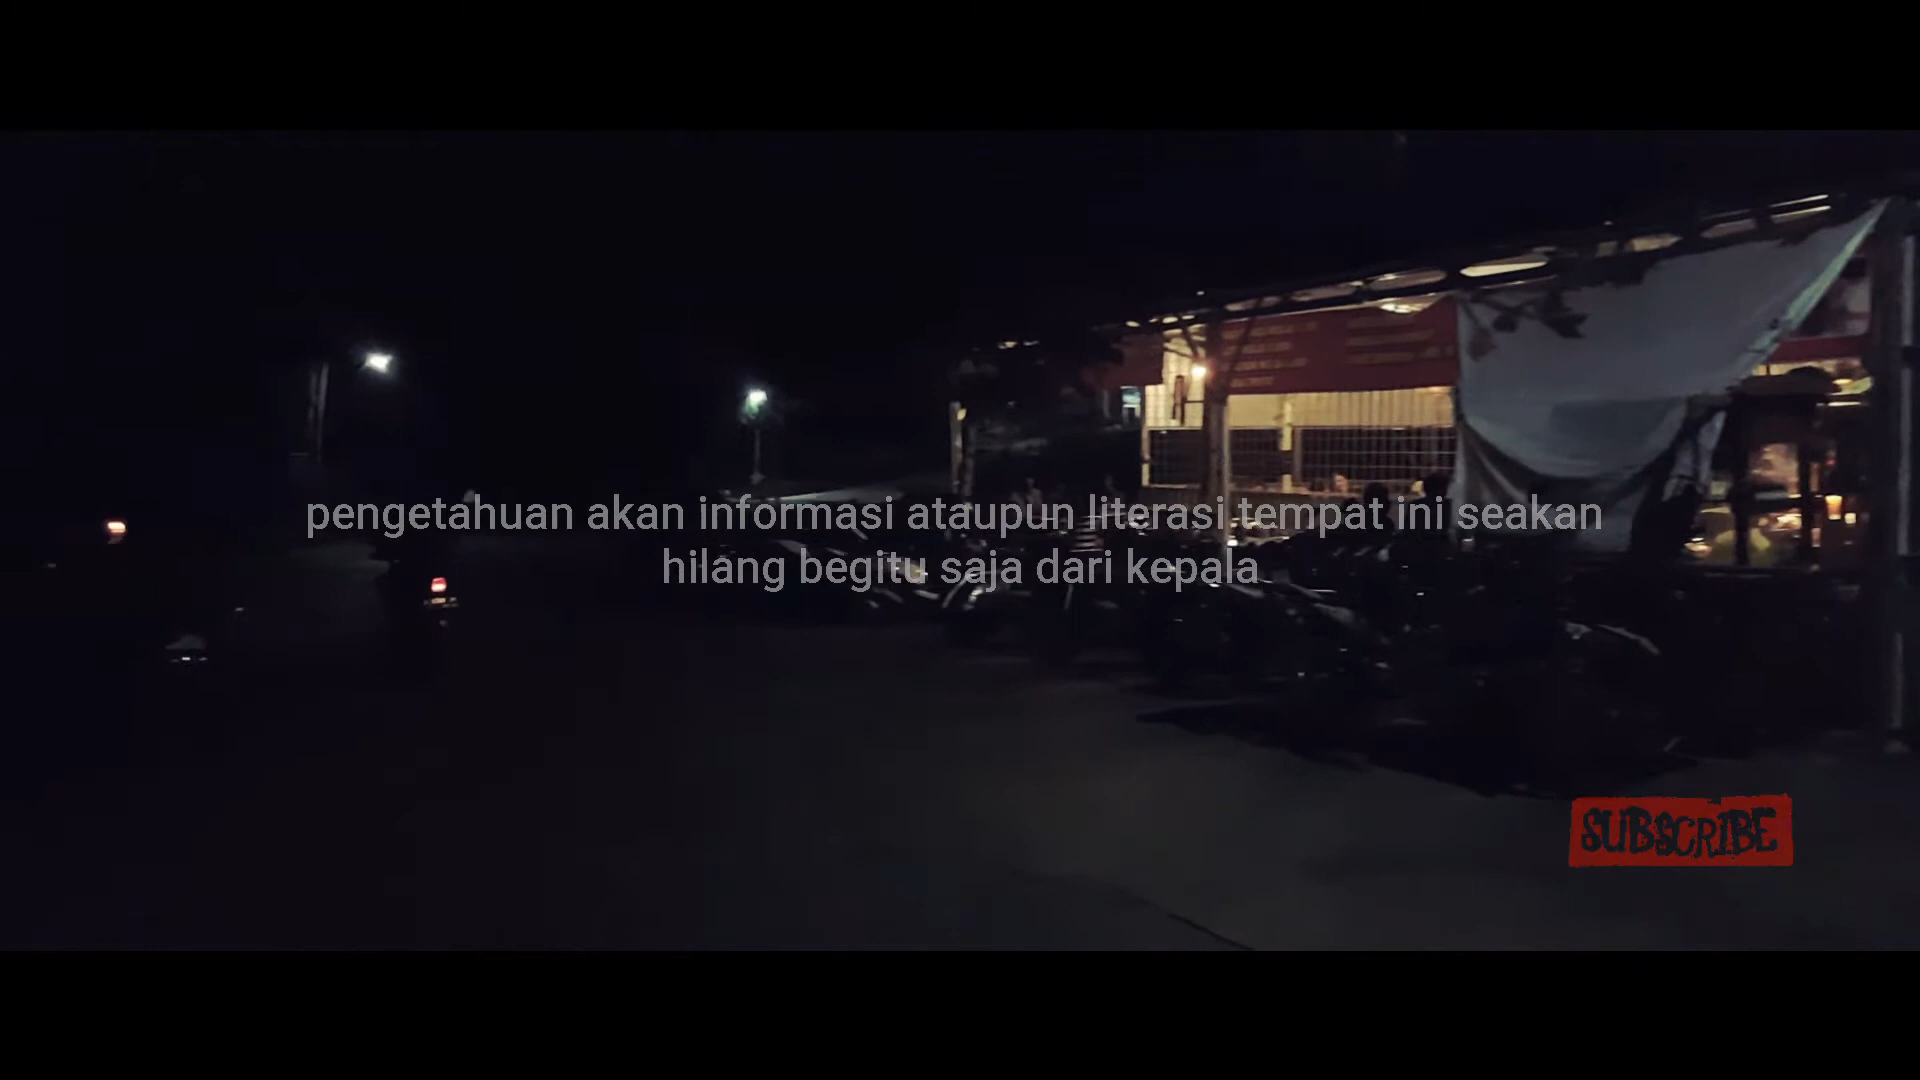 pengetahuan akan informasi ataupun literasi tempat ini seakan
hilang begitu saja dari kepala
SUBSCRIBE